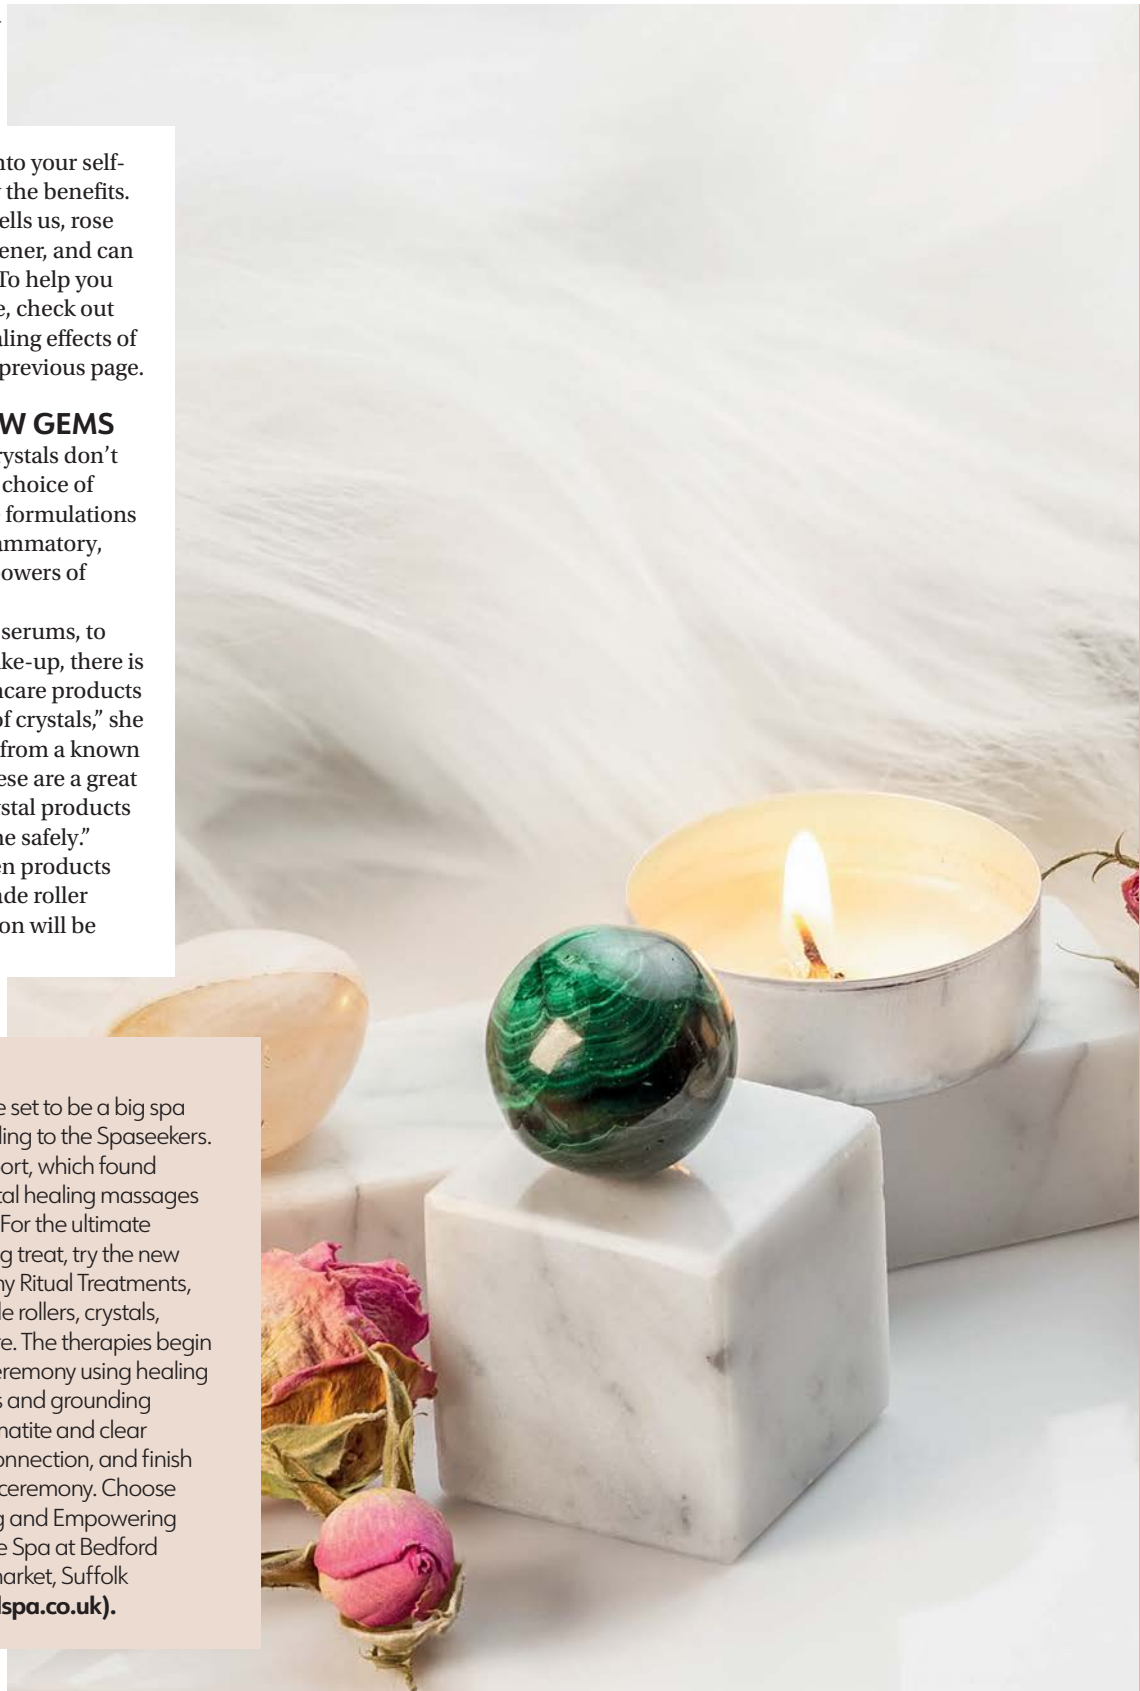 nto your self-
the benefits.
ells us, rose
ener, and can
To help you
e, check out
ling effects of
previous page.
W GEMS
rystals don't
choice of
formulations
ammatory,
owers of
serums, to
ke-up, there is
ncare products
of crystals,” she
from a known
ese are a great
stal products
ne safely.”
en products
ade roller
on will be
e set to be a big spa
ding to the Spaseekers.
ort, which found
tal healing massages
For the ultimate
g treat, try the new
ny Ritual Treatments,
le rollers, crystals,
re. The therapies begin
eremony using healing
s and grounding
matite and clear
onnection, and finish
ceremony. Choose
g and Empowering
e Spa at Bedford
market, Suffolk
lspa.co.uk).